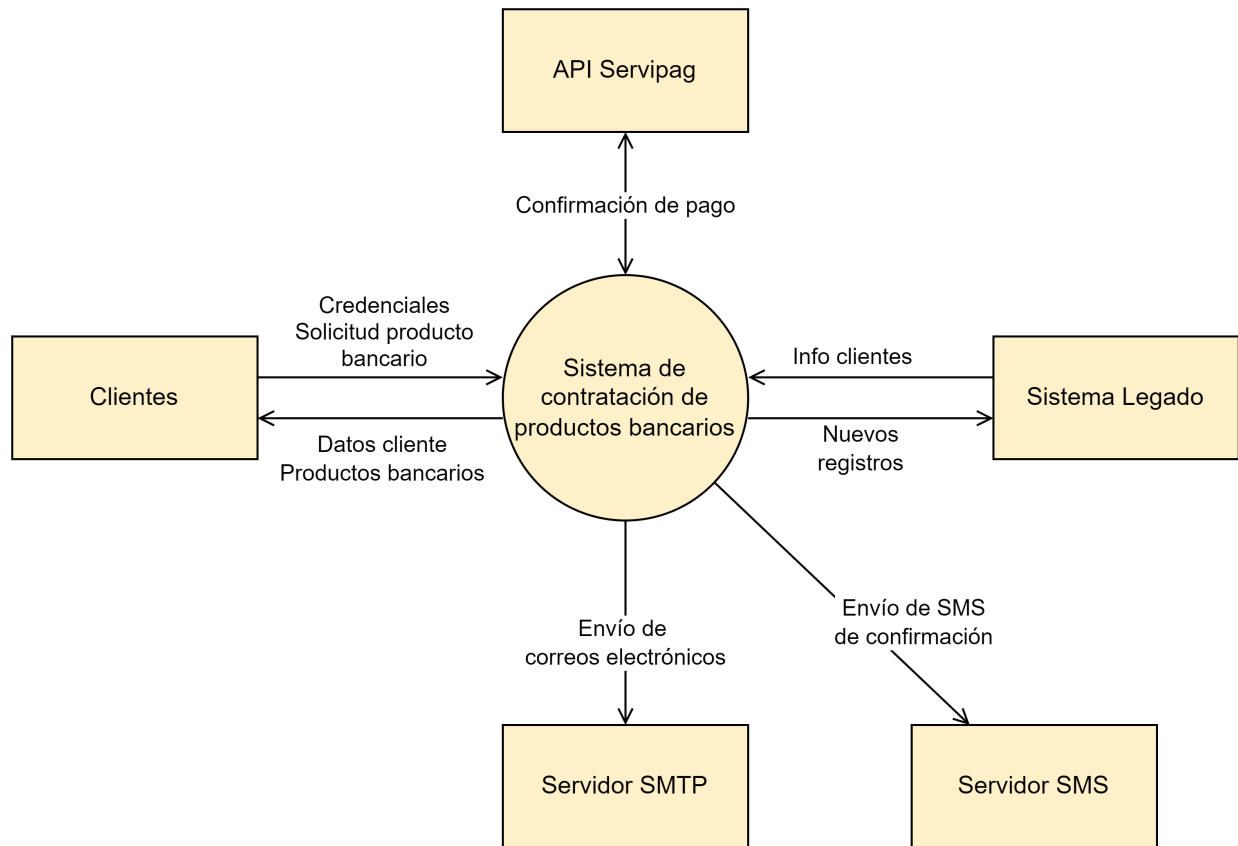 API Servipag
Confirmación de pago
Credenciales
Solicitud producto
bancario
Clientes
Datos cliente
Productos bancarios
Sistema de
contratación de
productos bancarios
Info clientes
Sistema Legado
Nuevos
registros
Envío de
correos electrónicos
Envío de SMS
de confirmación
Servidor SMTP
Servidor SMS